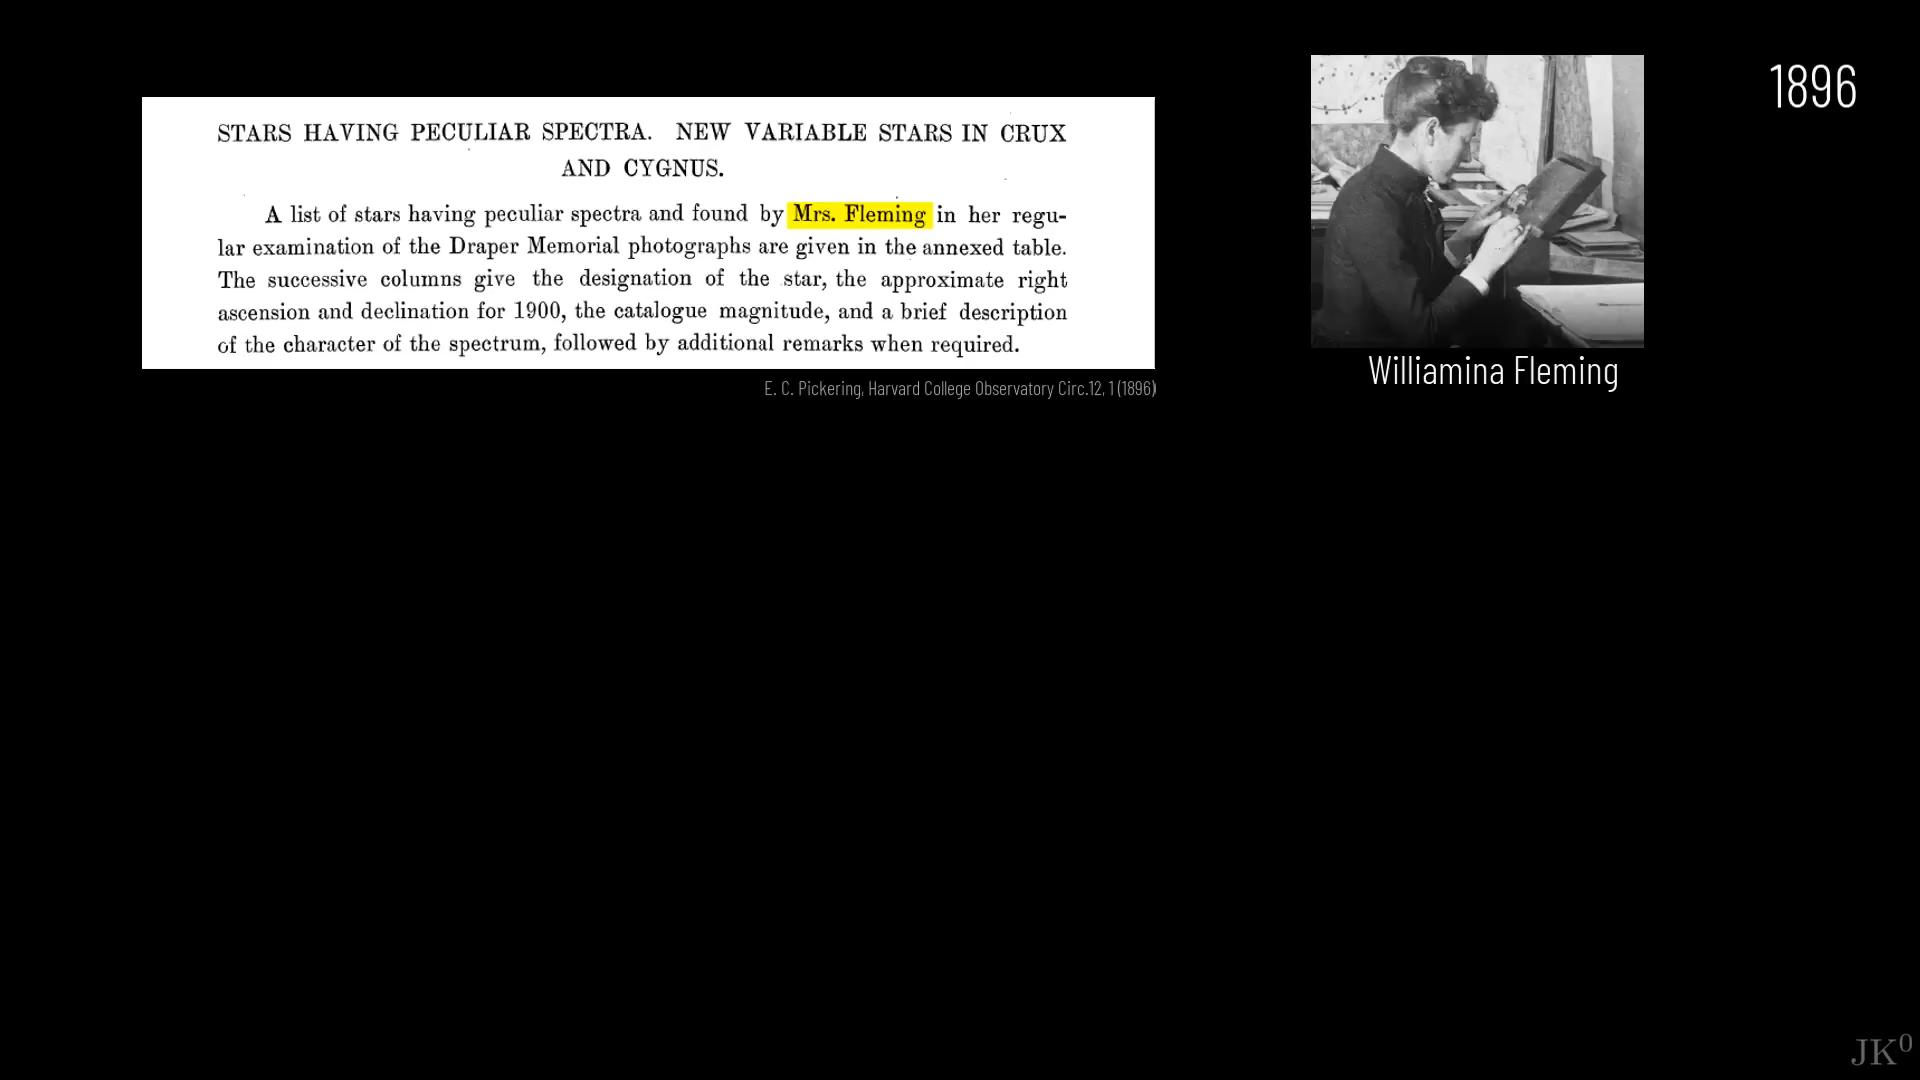 1896
STARS HAVING PECULIAR SPECTRA. NEW VARIABLE STARS IN CRUX
AND CYGNUS.
A list of stars having peculiar spectra and found by Mrs. Fleming in her regu-
lar examination of the Draper Memorial photographs are given in the annexed table.
The successive columns give the designation of the star, the approximate right
ascension and declination for 1900, the catalogue magnitude, and a brief description
of the character of the spectrum, followed by additional remarks when required.
E. C. Pickering, Harvard College Observatory Circ.12, 1 (1896)
Williamina Fleming
JK⁰